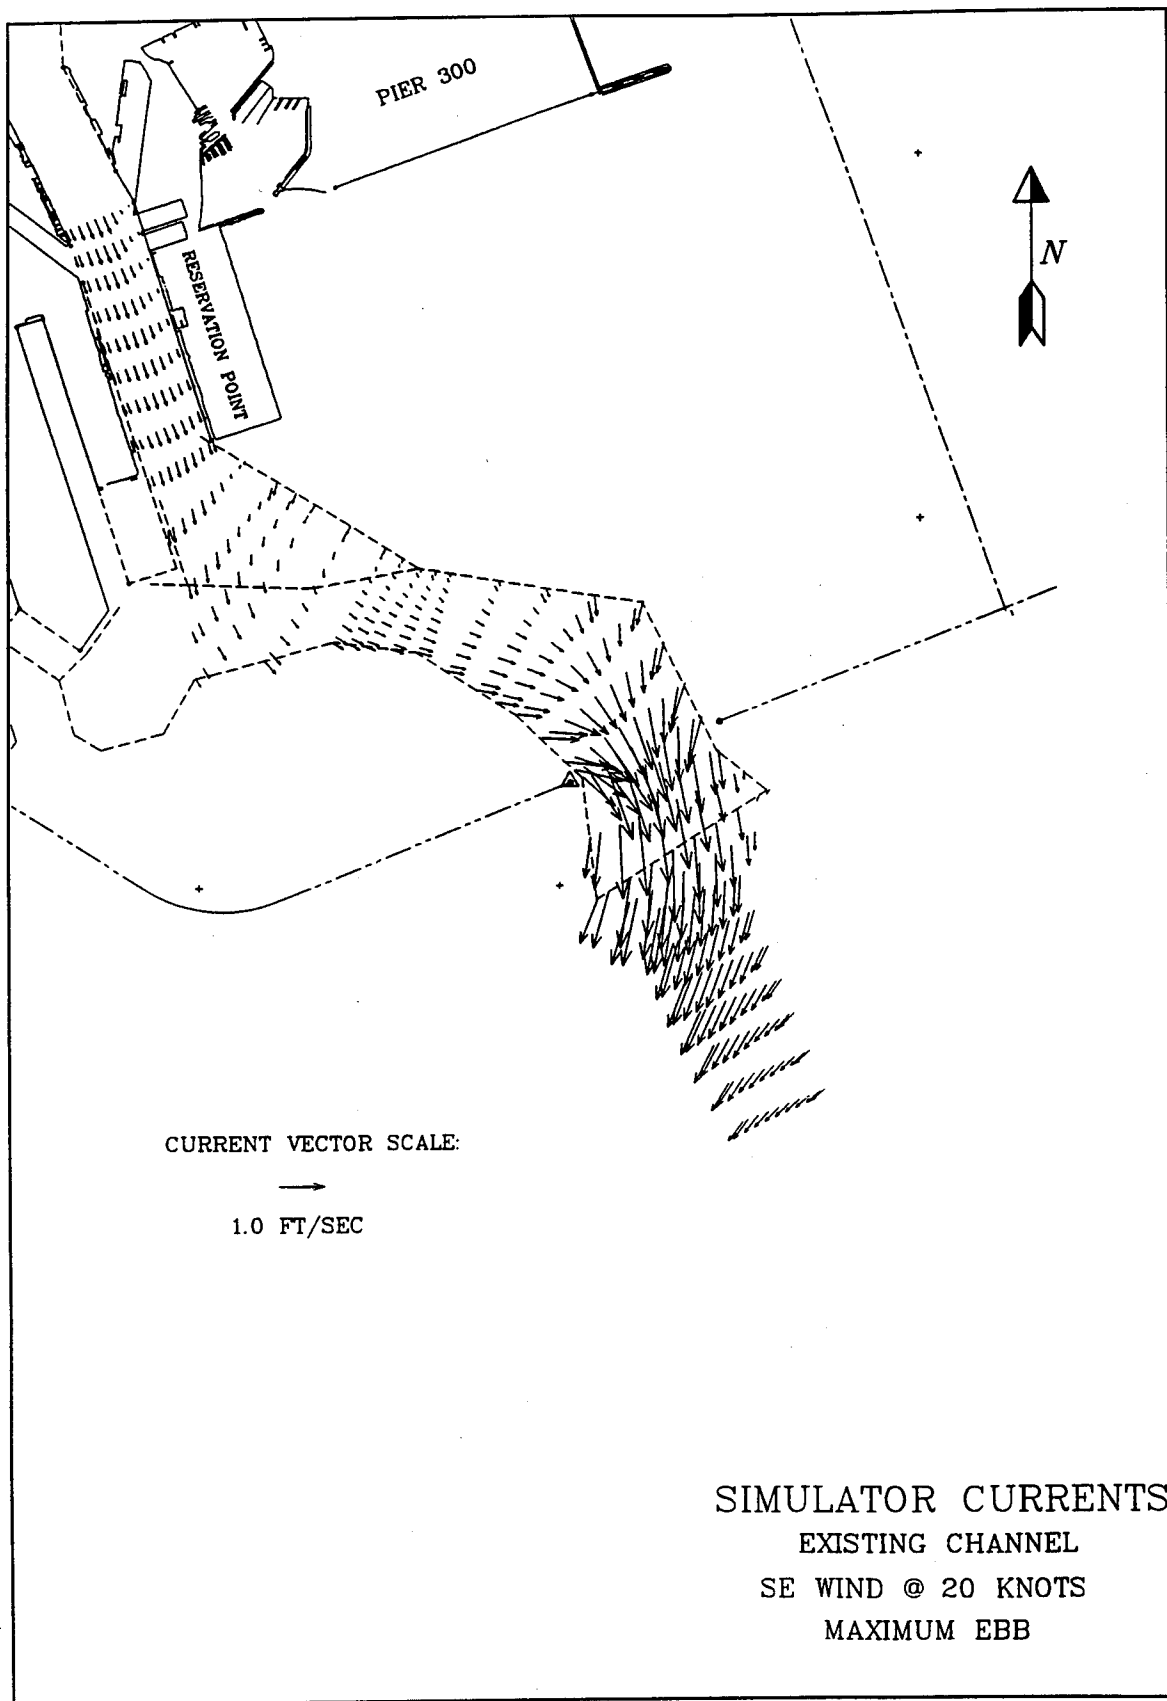 PIER 300
N
RESERVATION POINT
CURRENT VECTOR SCALE:
1.0 FT/SEC
SIMULATOR CURRENTS
EXISTING CHANNEL
SE WIND @ 20 KNOTS
MAXIMUM EBB